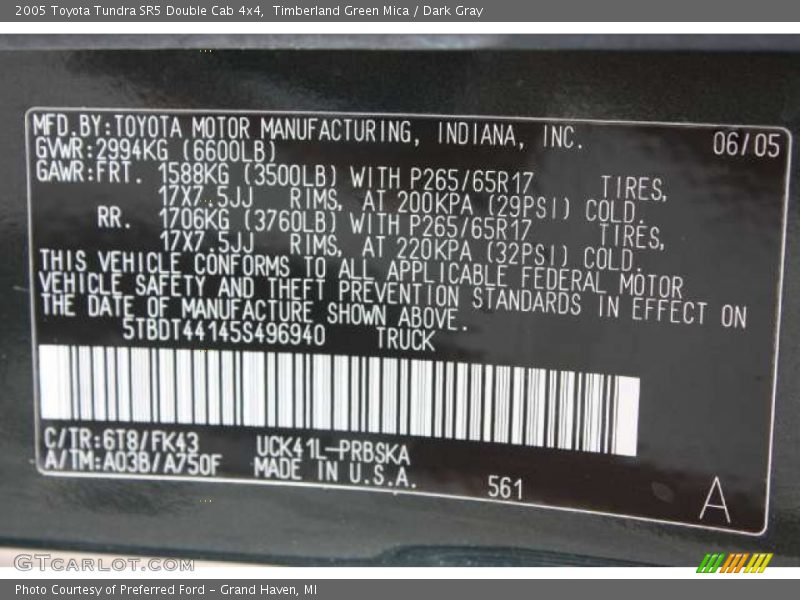 2005 Toyota Tundra SR5 Double Cab 4x4, Timberland Green Mica / Dark Gray
MFD.BY:TOYOTA MOTOR MANUFACTURING, INDIANA, INC. 06/05
GVWR:2994KG (6600LB)
GAWR:FRT. 1588KG (3500LB) WITH P265/65R17 TIRES,
17X7.5JJ RIMS, AT 200KPA (29PSI) COLD.
RR. 1706KG (3760LB) WITH P265/65R17 TIRES,
17X7.5JJ RIMS, AT 220KPA (32PSI) COLD.
THIS VEHICLE CONFORMS TO ALL APPLICABLE FEDERAL MOTOR
VEHICLE SAFETY AND THEFT PREVENTION STANDARDS IN EFFECT ON
THE DATE OF MANUFACTURE SHOWN ABOVE.
5TBDT44145S496940 TRUCK
C/TR:6T8/FK43 UCK41L-PRBSKA
A/TM:A03B/A750F MADE IN U.S.A.
561 A
GTcarlot.com
Photo Courtesy of Preferred Ford - Grand Haven, MI